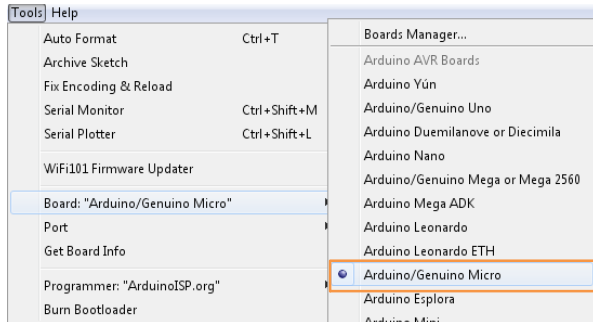 Tools Help
Auto Format Ctrl+T
Archive Sketch
Fix Encoding & Reload
Serial Monitor Ctrl+Shift+M
Serial Plotter Ctrl+Shift+L
WiFi101 Firmware Updater
Board: "Arduino/Genuino Micro"
Port
Get Board Info
Programmer: "ArduinoISP.org"
Burn Bootloader
Boards Manager...
Arduino AVR Boards
Arduino Yún
Arduino/Genuino Uno
Arduino Duemilanove or Diecimila
Arduino Nano
Arduino/Genuino Mega or Mega 2560
Arduino Mega ADK
Arduino Leonardo
Arduino Leonardo ETH
Arduino/Genuino Micro
Arduino Esplora
Arduino Mini